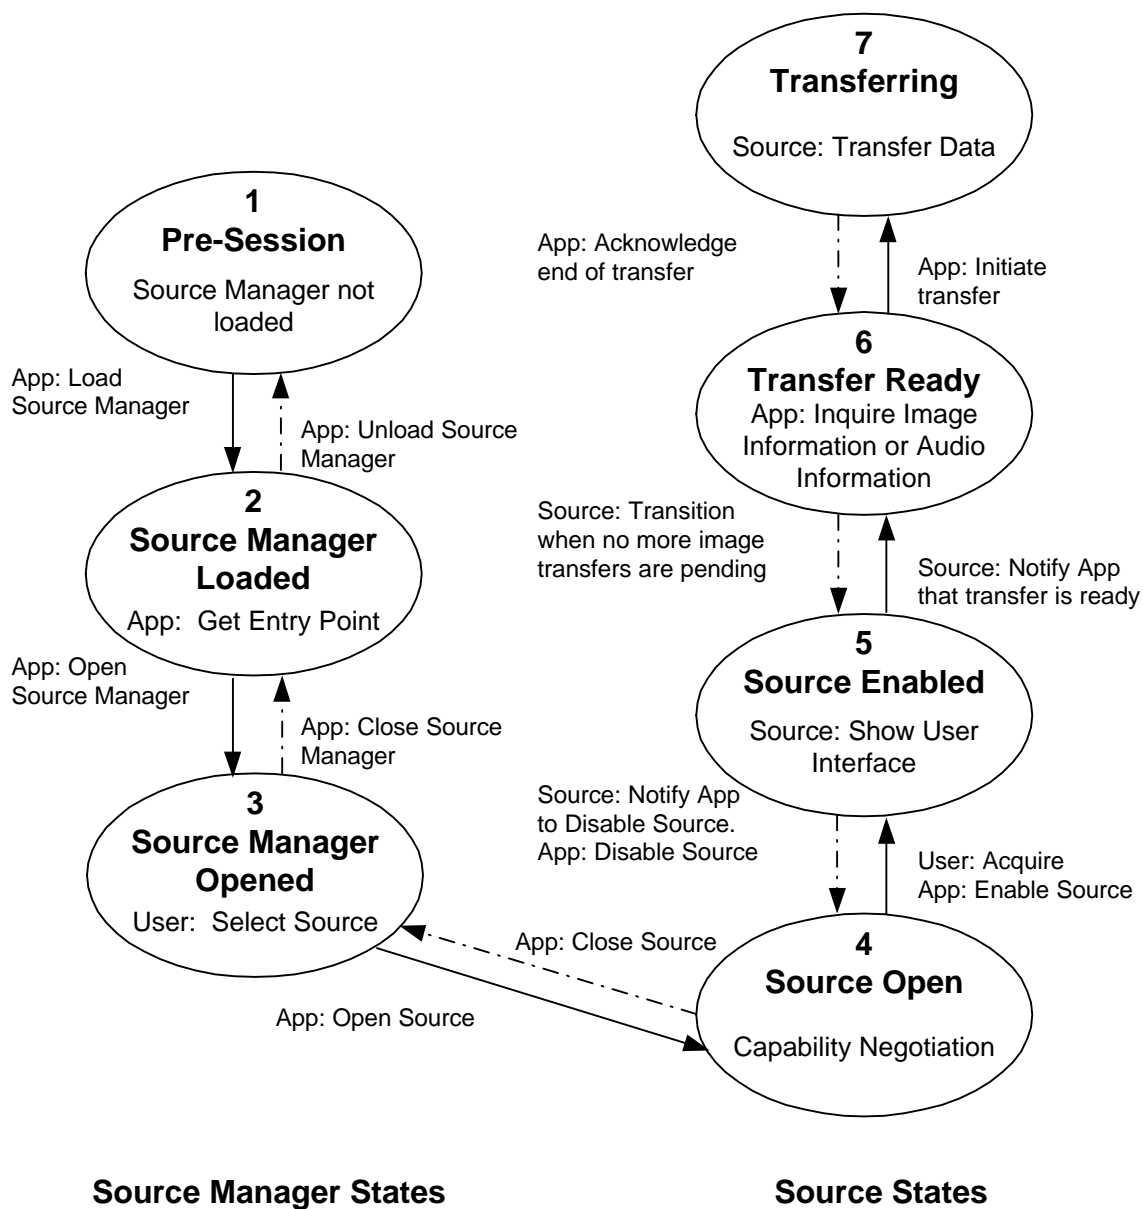 1
Pre-Session
Source Manager not
loaded
App: Load
Source Manager
App: Unload Source
Manager
2
Source Manager
Loaded
App:  Get Entry Point
App: Open
Source Manager
App: Close Source
Manager
3
Source Manager
Opened
User:  Select Source
App: Close Source
App: Open Source
7
Transferring
Source: Transfer Data
App: Acknowledge
end of transfer
App: Initiate
transfer
6
Transfer Ready
App: Inquire Image
Information or Audio
Information
Source: Transition
when no more image
transfers are pending
Source: Notify App
that transfer is ready
5
Source Enabled
Source: Show User
Interface
Source: Notify App
to Disable Source.
App: Disable Source
User: Acquire
App: Enable Source
4
Source Open
Capability Negotiation
Source Manager States
Source States